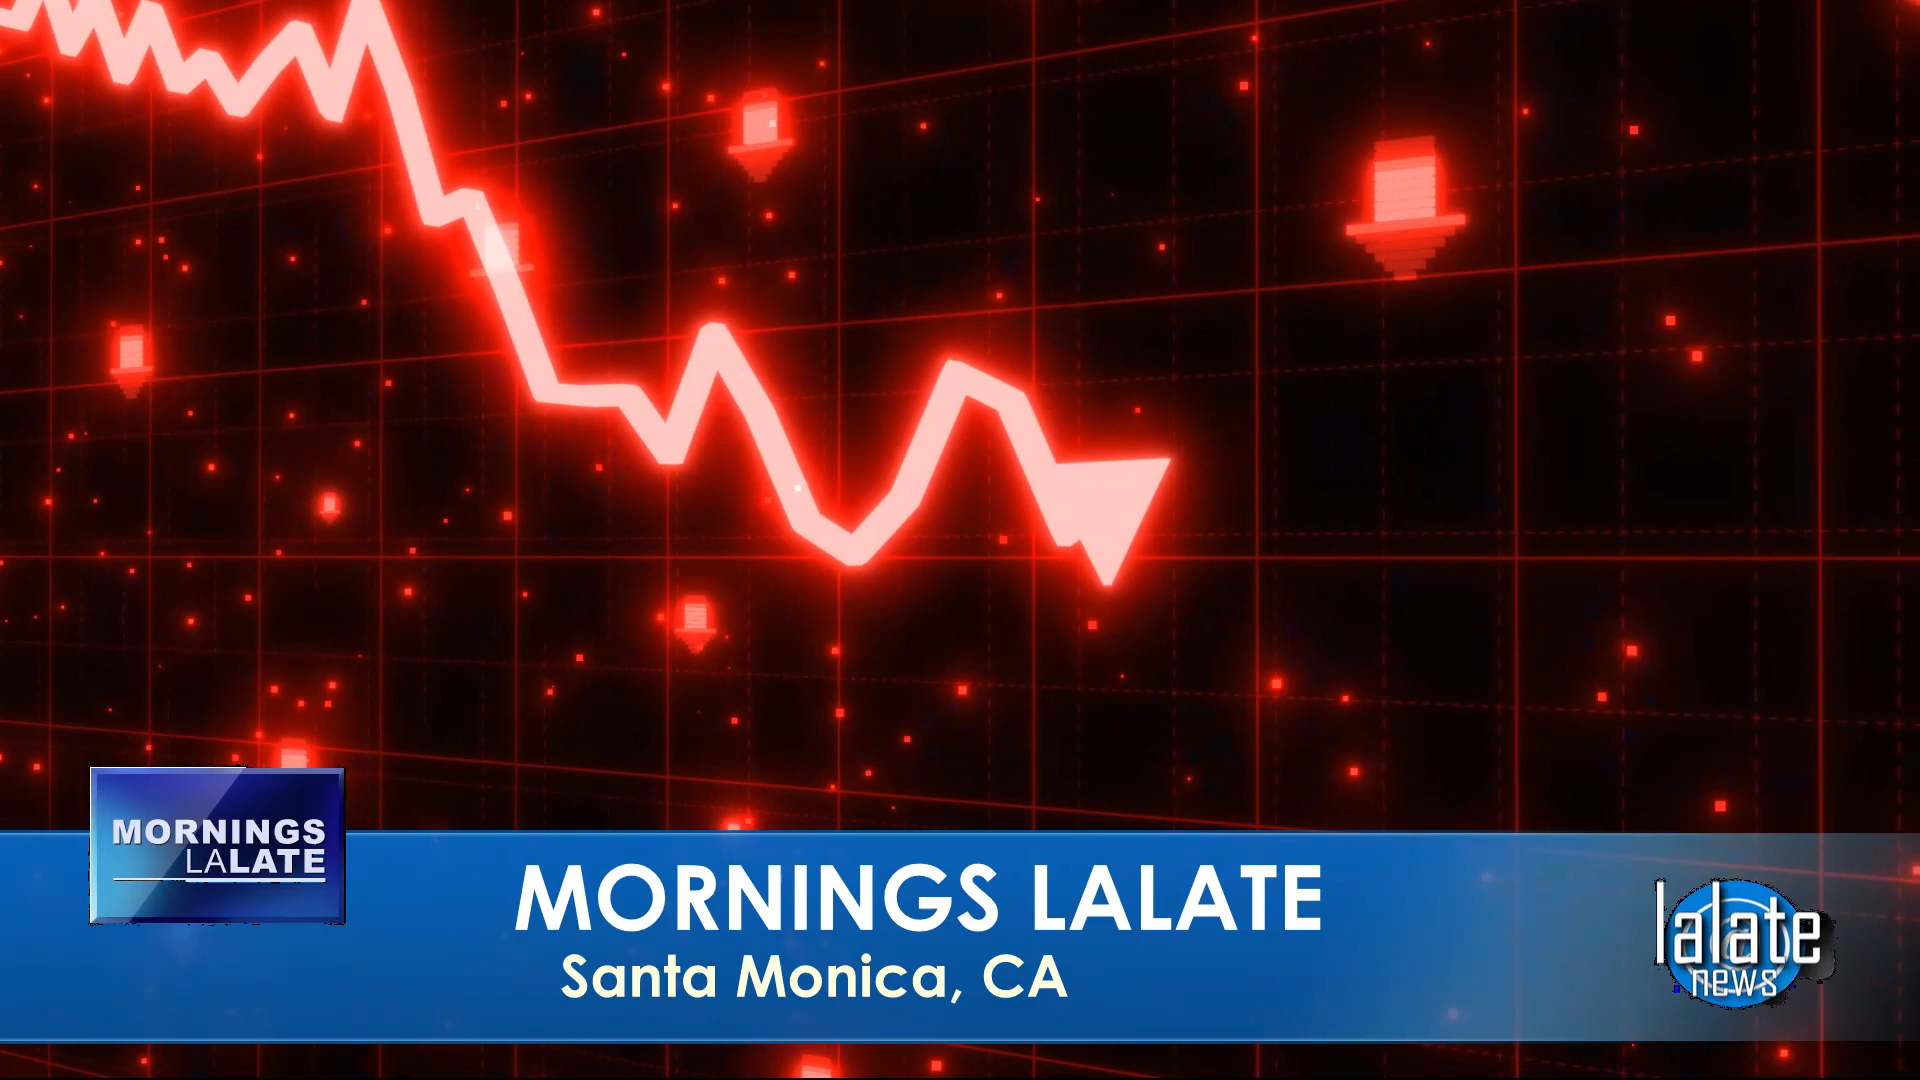 MORNINGS
LALATE
MORNINGS LALATE
Santa Monica, CA
lalate
news